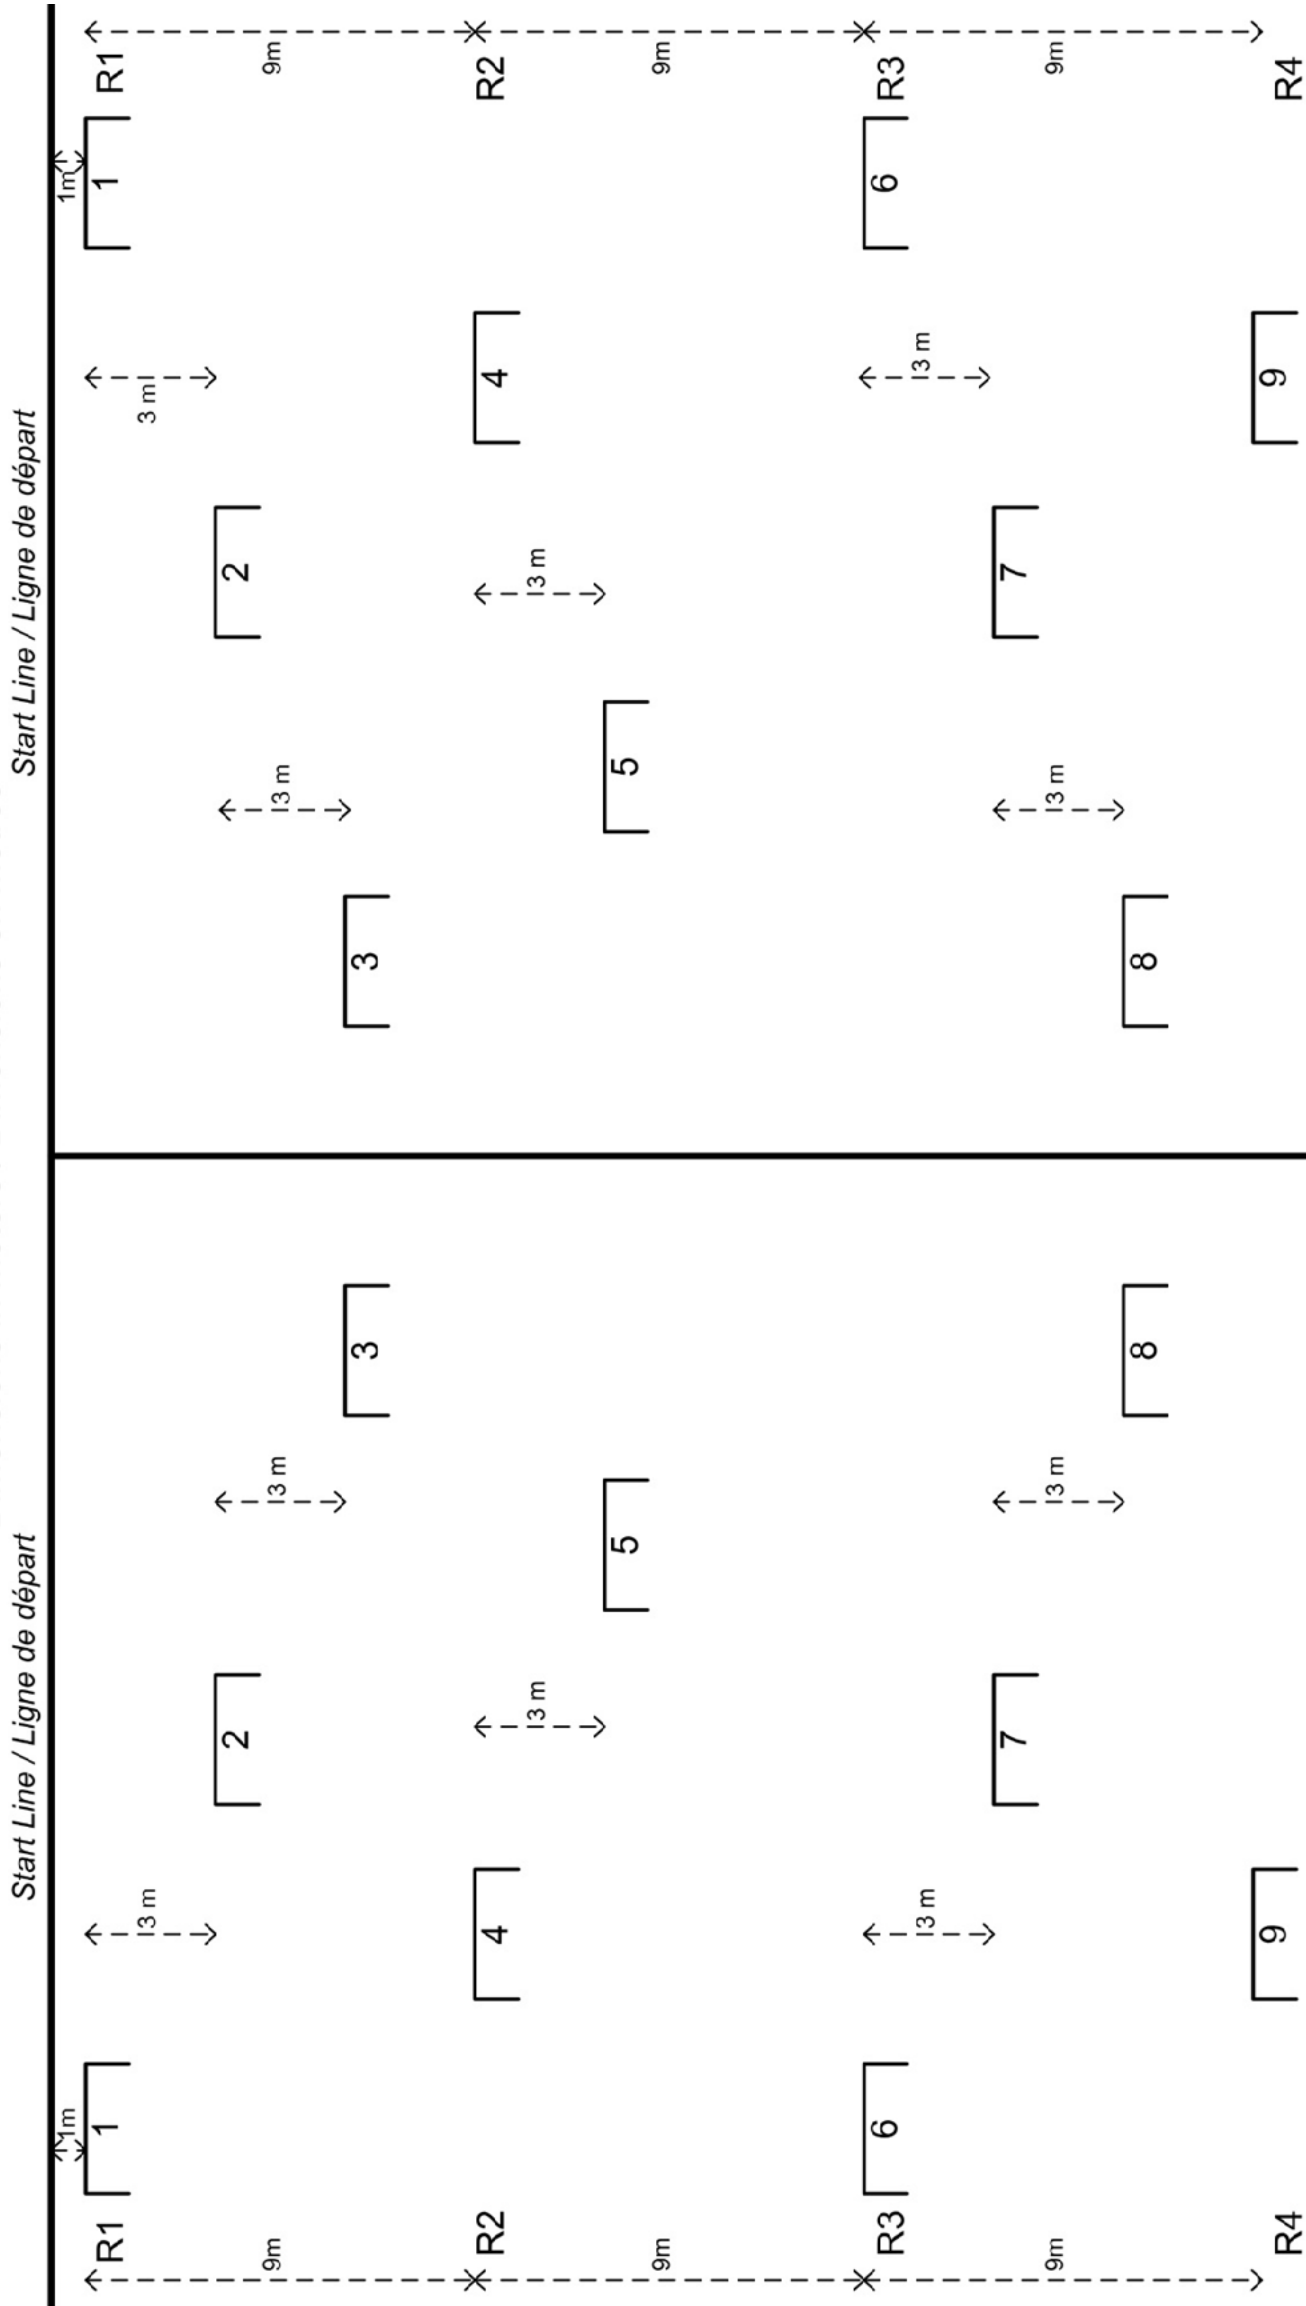 Start Line / Ligne de départ Start Line / Ligne de départ
1m 1m
R1 1 1 R1
3 m 3 m
2 2
9m 3 m 3 m 9m
3 3
R2 4 4 R2
3 m 3 m
5 5
9m 9m
R3 6 6 R3
3 m 3 m
7 7
9m 3 m 3 m 9m
8 8
R4 9 9 R4